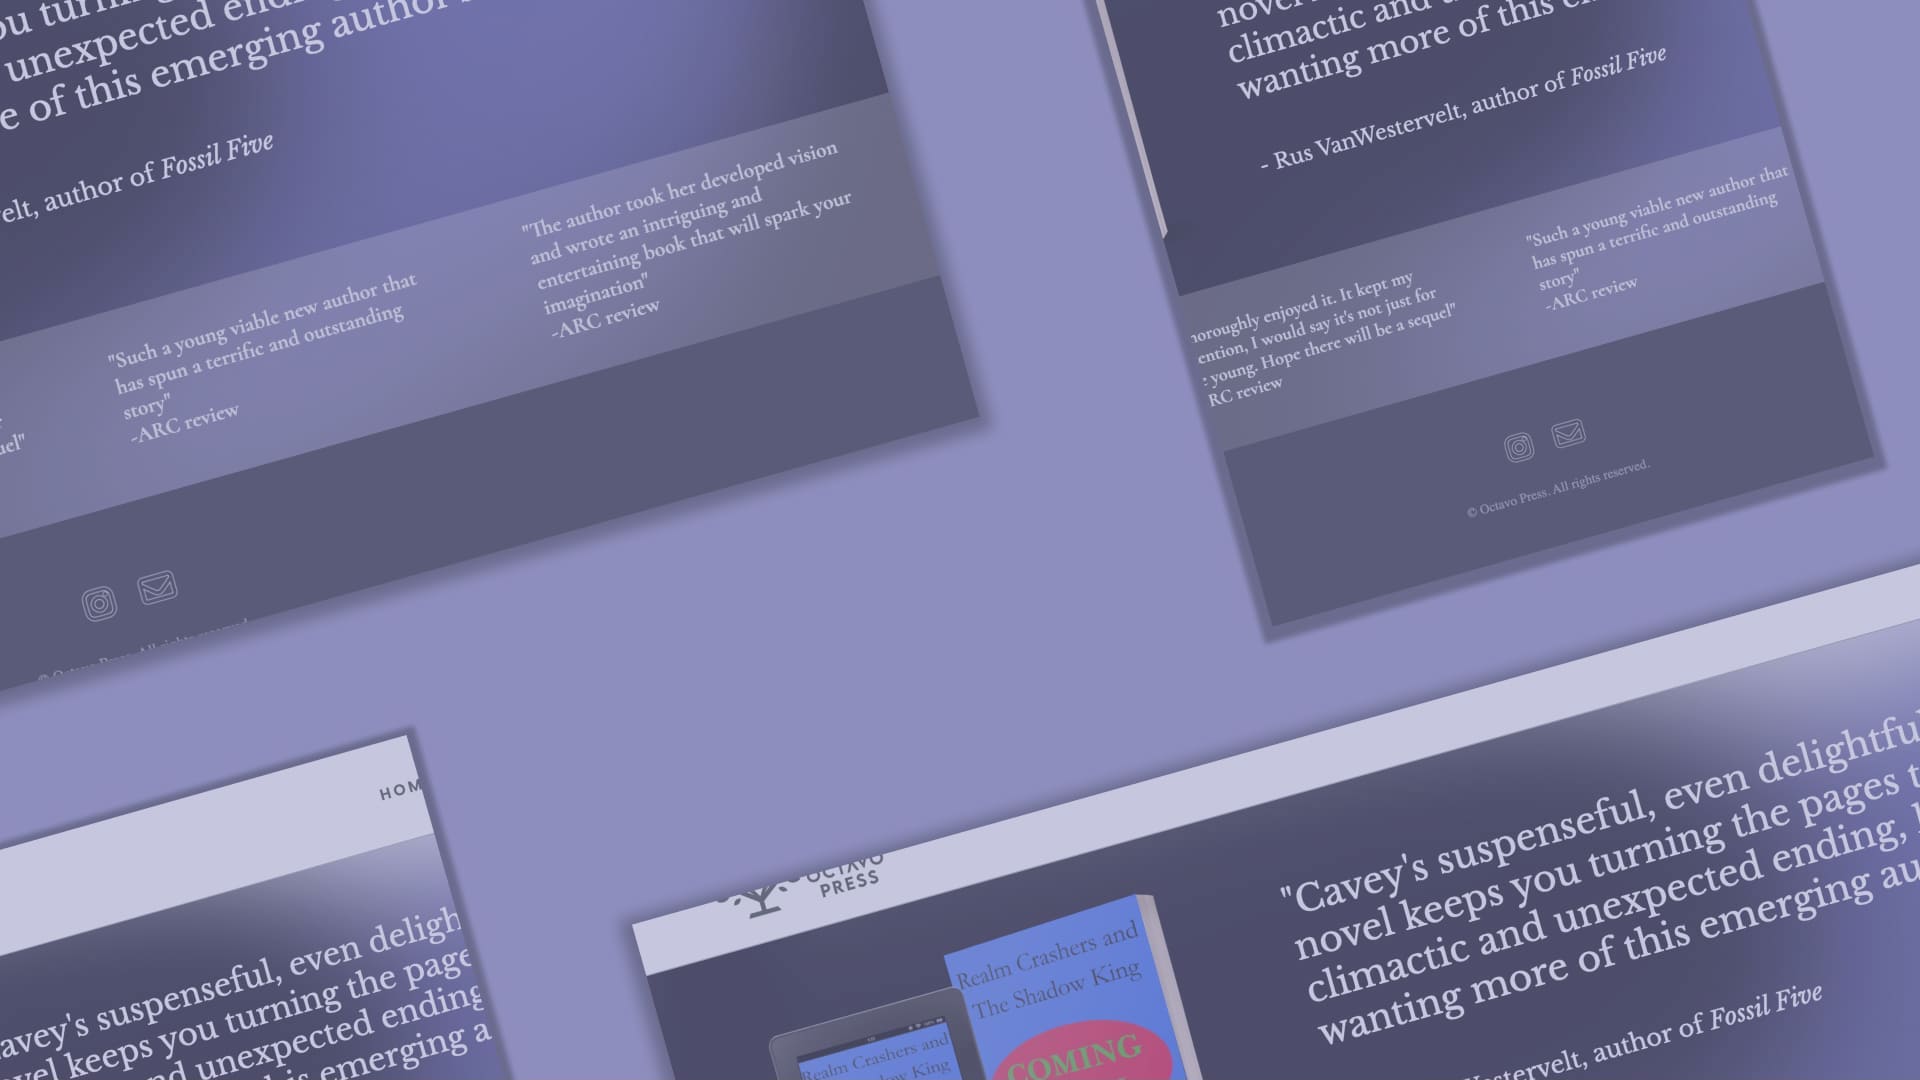 unexpected
e of this emerging author's
velt, author of Fossil Five
uel"
"Such a young viable new author that
has spun a terrific and outstanding
story"
-ARC review
"The author took her developed vision
and wrote an intriguing and
entertaining book that will spark your
imagination"
-ARC review
climactic and
wanting more of this
- Rus VanWestervelt, author of Fossil Five
horoughly enjoyed it. It kept my
ention, I would say it's not just for
young. Hope there will be a sequel"
RC review
"Such a young viable new author that
has spun a terrific and outstanding
story"
-ARC review
© Octavo Press. All rights reserved.
HOM
avey's suspenseful, even deligh
vel keeps you turning the page
nd unexpected ending
is emerging a
OCTAVO
PRESS
Realm Crashers and
The Shadow King
COMING
Realm Crashers and
ow King
"Cavey's suspenseful, even delightfu
novel keeps you turning the pages t
climactic and unexpected ending,
wanting more of this emerging au
Westervelt, author of Fossil Five